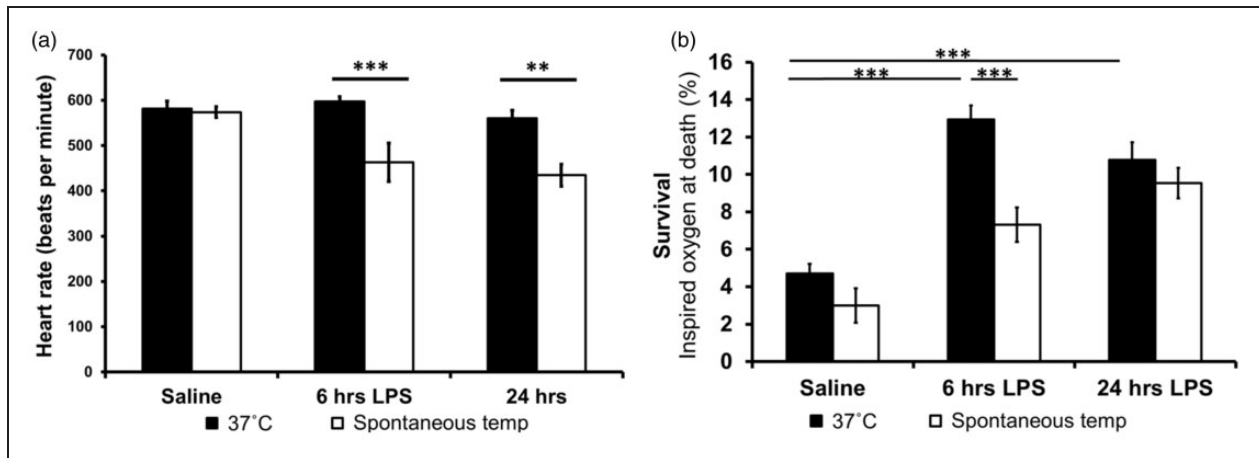 (a)
700
600
500
400
300
200
100
0
Heart rate (beats per minute)
***
**
Saline
6 hrs LPS
24 hrs
■ 37˚C □ Spontaneous temp
(b)
16
14
12
10
8
6
4
2
0
Survival
Inspired oxygen at death (%)
***
***
***
Saline
6 hrs LPS
24 hrs LPS
■ 37˚C □ Spontaneous temp